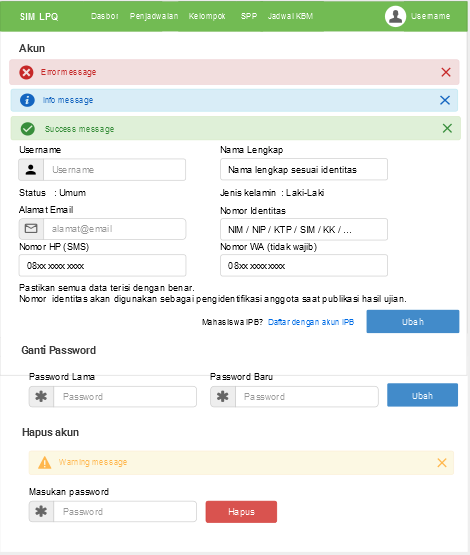 SIM LPQ Dasbor Penjadwalan Kelompok SPP Jadwal KBM Username
Akun
Error message
Info message
Success message
Username Nama Lengkap
Username Nama lengkap sesuai identitas
Status : Umum Jenis kelamin : Laki-Laki
Alamat Email Nomor Identitas
alamat@email NIM / NIP / KTP / SIM / KK / ...
Nomor HP (SMS) Nomor WA (tidak wajib)
08xx xxxx xxxx 08xx xxxx xxxx
Pastikan semua data terisi dengan benar.
Nomor identitas akan digunakan sebagai pengidentifikasi anggota saat publikasi hasil ujian.
Mahasiswa IPB? Daftar dengan akun IPB Ubah
Ganti Password
Password Lama Password Baru
Password Password Ubah
Hapus akun
Warning message
Masukan password
Password Hapus